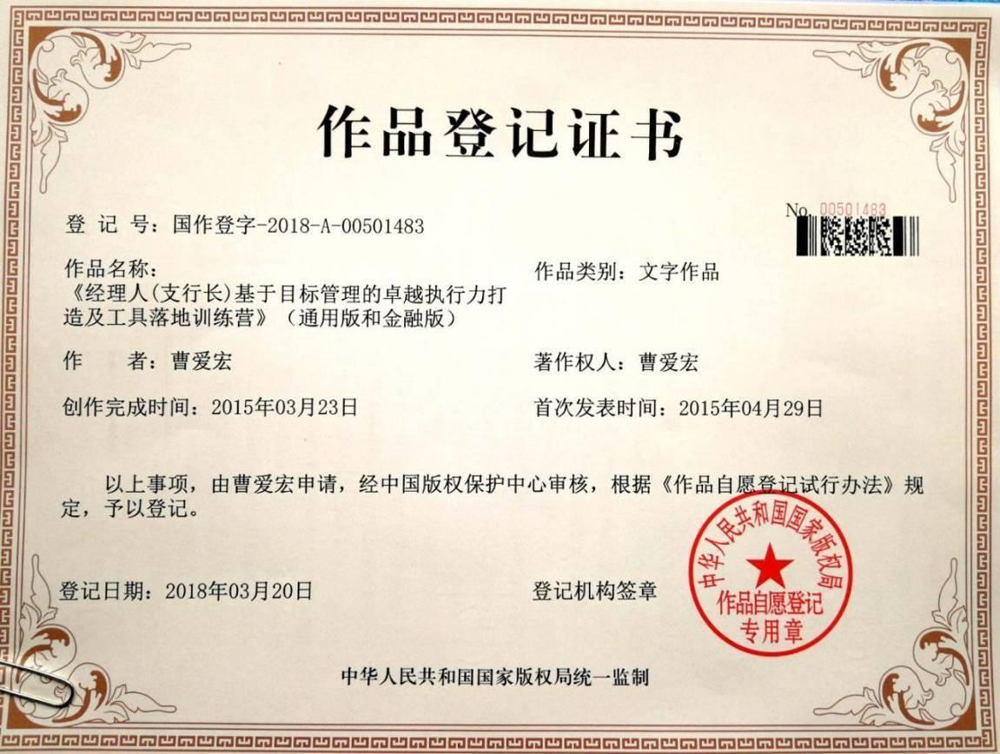 作品登记证书
No. 00501483
登 记 号：国作登字-2018-A-00501483
作品名称：
《经理人(支行长)基于目标管理的卓越执行力打
造及工具落地训练营》（通用版和金融版）
作品类别：文字作品
作 者：曹爱宏
著作权人：曹爱宏
创作完成时间：2015年03月23日
首次发表时间：2015年04月29日
以上事项，由曹爱宏申请，经中国版权保护中心审核，根据《作品自愿登记试行办法》规
定，予以登记。
登记日期：2018年03月20日
登记机构签章
中华人民共和国国家版权局
作品自愿登记
专用章
中华人民共和国国家版权局统一监制